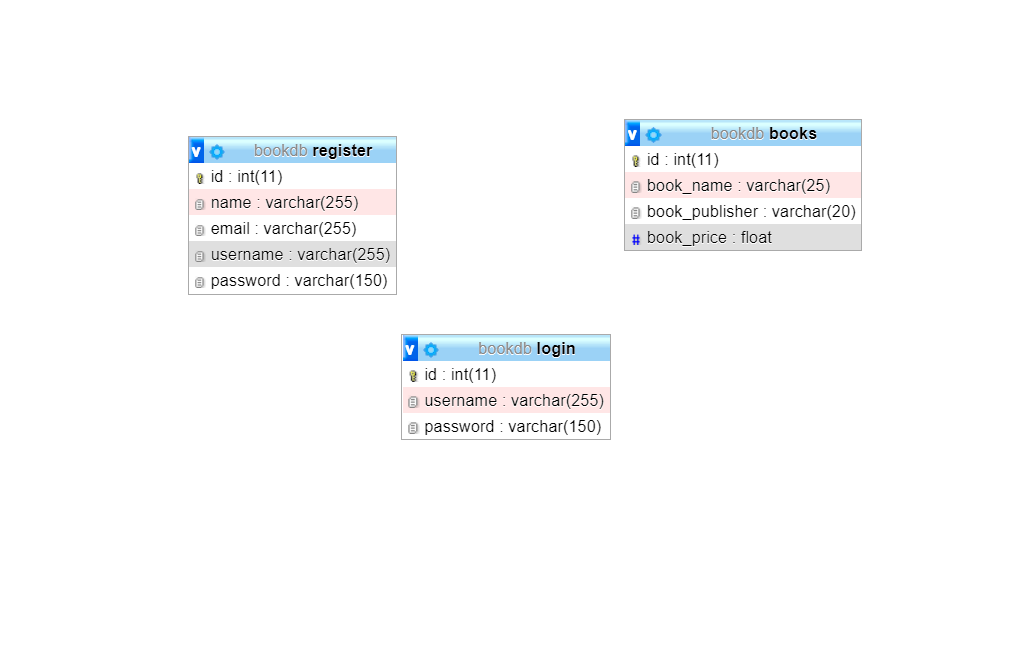 v bookdb register
id : int(11)
name : varchar(255)
email : varchar(255)
username : varchar(255)
password : varchar(150)
v bookdb books
id : int(11)
book_name : varchar(25)
book_publisher : varchar(20)
# book_price : float
v bookdb login
id : int(11)
username : varchar(255)
password : varchar(150)